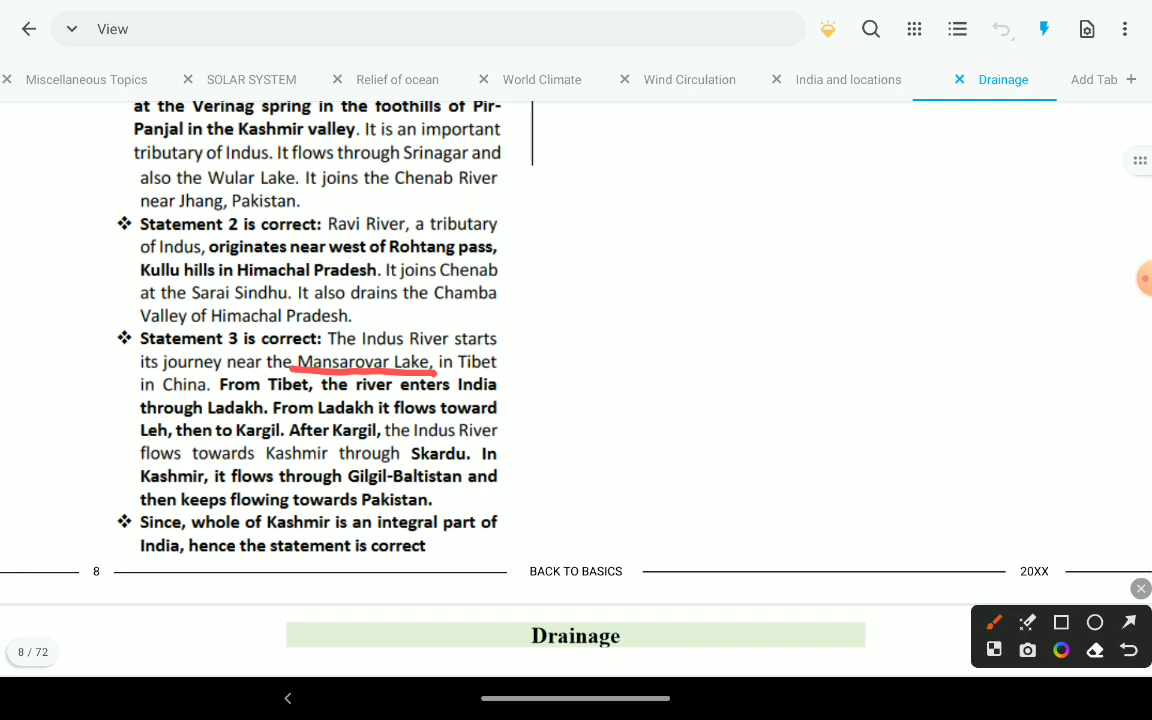 View
Miscellaneous Topics
SOLAR SYSTEM
Relief of ocean
World Climate
Wind Circulation
India and locations
Drainage
Add Tab
at the Verinag spring in the foothills of Pir-
Panjal in the Kashmir valley. It is an important
tributary of Indus. It flows through Srinagar and
also the Wular Lake. It joins the Chenab River
near Jhang, Pakistan.
❖ Statement 2 is correct: Ravi River, a tributary
of Indus, originates near west of Rohtang pass,
Kullu hills in Himachal Pradesh. It joins Chenab
at the Sarai Sindhu. It also drains the Chamba
Valley of Himachal Pradesh.
❖ Statement 3 is correct: The Indus River starts
its journey near the Mansarovar Lake, in Tibet
in China. From Tibet, the river enters India
through Ladakh. From Ladakh it flows toward
Leh, then to Kargil. After Kargil, the Indus River
flows towards Kashmir through Skardu. In
Kashmir, it flows through Gilgil-Baltistan and
then keeps flowing towards Pakistan.
❖ Since, whole of Kashmir is an integral part of
India, hence the statement is correct
8 BACK TO BASICS 20XX
Drainage
8 / 72